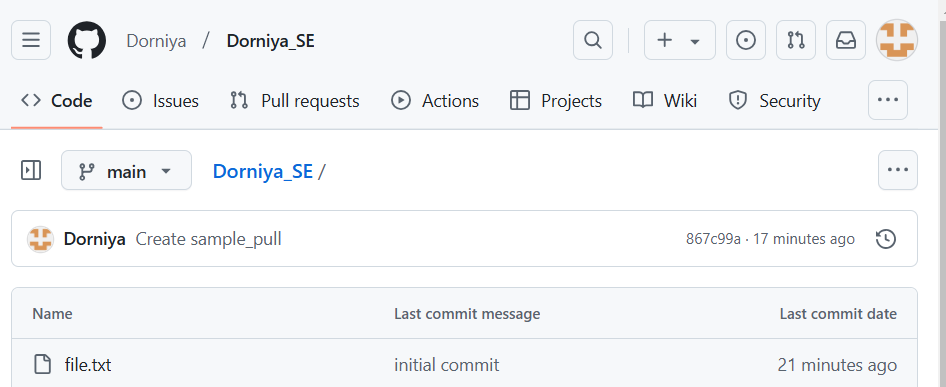 Dorniya / Dorniya_SE
Code Issues Pull requests Actions Projects Wiki Security
main Dorniya_SE /
Dorniya Create sample_pull 867c99a · 17 minutes ago
Name Last commit message Last commit date
file.txt initial commit 21 minutes ago